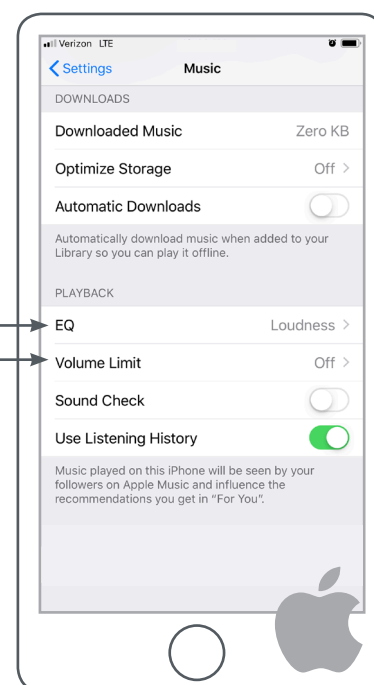 Verizon LTE
Settings Music
DOWNLOADS
Downloaded Music Zero KB
Optimize Storage Off
Automatic Downloads
Automatically download music when added to your
Library so you can play it offline.
PLAYBACK
EQ Loudness
Volume Limit Off
Sound Check
Use Listening History
Music played on this iPhone will be seen by your
followers on Apple Music and influence the
recommendations you get in “For You”.